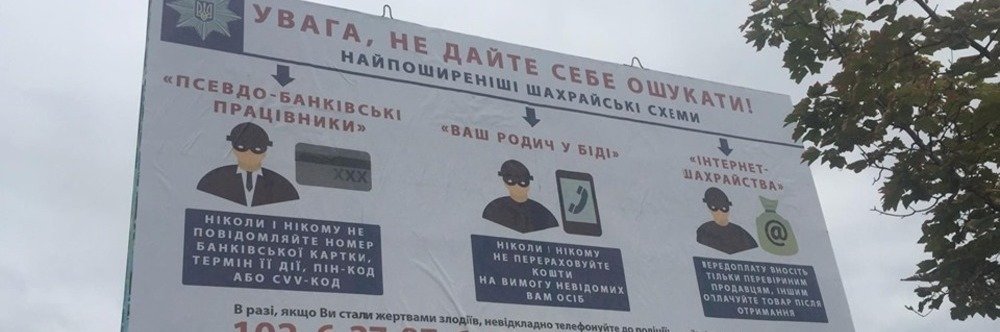 УВАГА, НЕ ДАЙТЕ СЕБЕ ОШУКАТИ!
НАЙПОШИРЕНІШІ ШАХРАЙСЬКІ СХЕМИ
«ПСЕВДО-БАНКІВСЬКІ
ПРАЦІВНИКИ»
XXX
НІКОЛИ І НІКОМУ НЕ
ПОВІДОМЛЯЙТЕ НОМЕР
БАНКІВСЬКОЇ КАРТКИ,
ТЕРМІН ЇЇ ДІЇ, ПІН-КОД
АБО CVV-КОД
«ВАШ РОДИЧ У БІДІ»
НІКОЛИ І НІКОМУ
НЕ ПЕРЕРАХОВУЙТЕ
КОШТИ
НА ВИМОГУ НЕВІДОМИХ
ВАМ ОСІБ
«ІНТЕРНЕТ-
ШАХРАЙСТВА»
@
ПЕРЕДОПЛАТУ ВНОСІТЬ
ТІЛЬКИ ПЕРЕВІРЕНИМ
ПРОДАВЦЯМ, ІНШИМ
ОПЛАЧУЙТЕ ТОВАР ПІСЛЯ
ОТРИМАННЯ
В разі, якщо Ви стали жертвами злодіїв, невідкладно телефонуйте до поліції